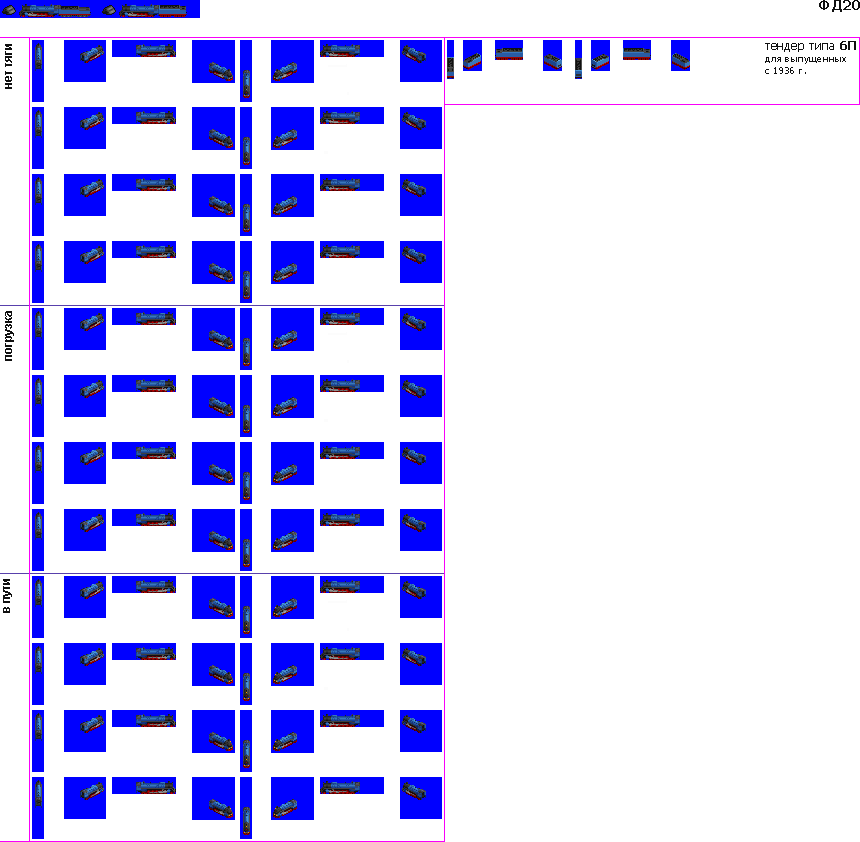 ФД20
тендер типа 6П
для выпущенных
с 1936 г.
нет тяги
погрузка
в пути